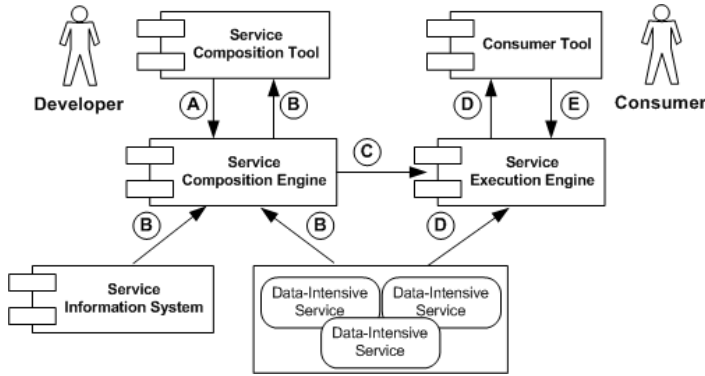 Service
Composition Tool
Consumer Tool
Developer
A
B
D
E
Consumer
Service
Composition Engine
C
Service
Execution Engine
B
B
D
Service
Information System
Data-Intensive
Service
Data-Intensive
Service
Data-Intensive
Service